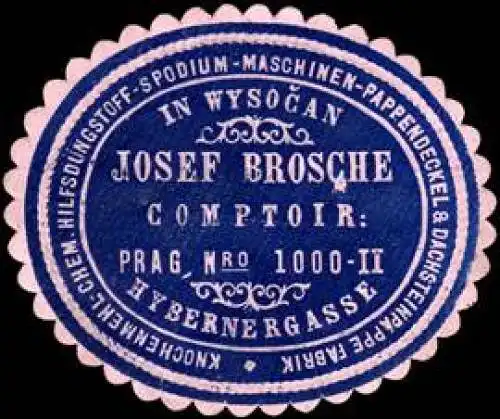 KNOCHENMEHL-CHEM. HILFSDÜNGSTOFF-SPODIUM-MASCHINEN-PAPPENDECKEL & DACHSTEINPAPPE FABRIK
IN WYSOČAN
JOSEF BROSCHE
COMPTOIR:
PRAG, NRO 1000-II
HYBERNERGASSE